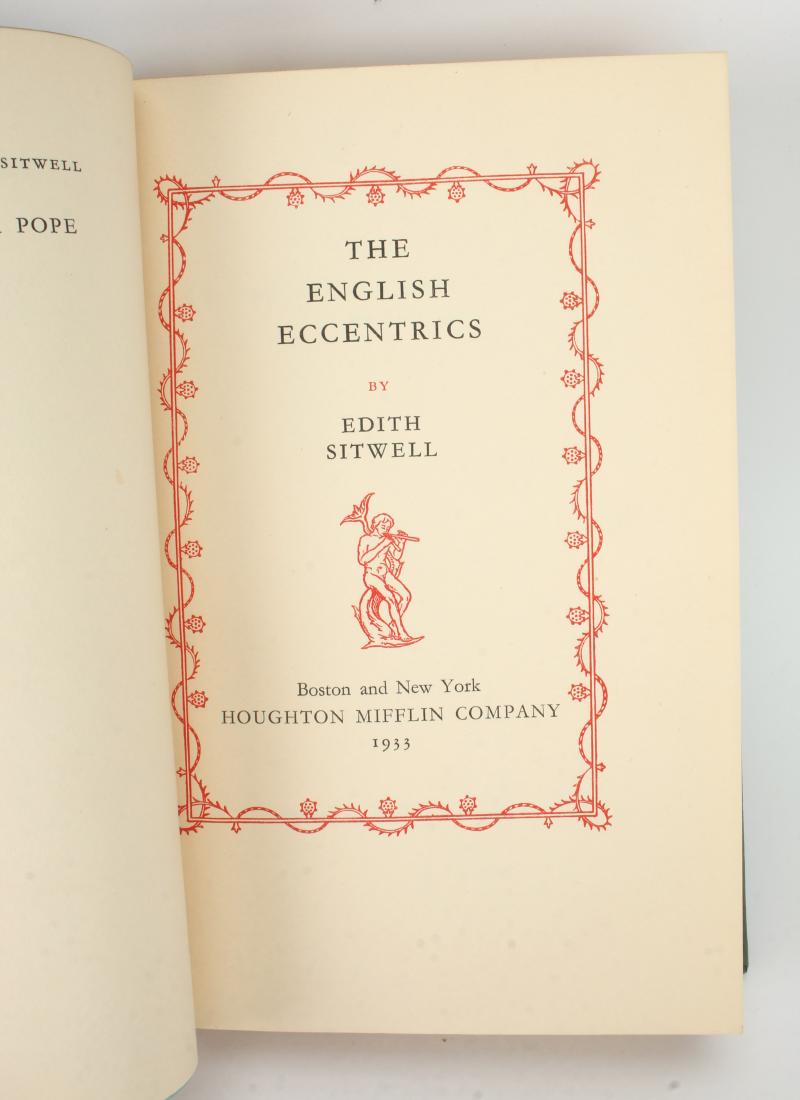 SITWELL
POPE
THE
ENGLISH
ECCENTRICS
BY
EDITH
SITWELL
Boston and New York
HOUGHTON MIFFLIN COMPANY
1933